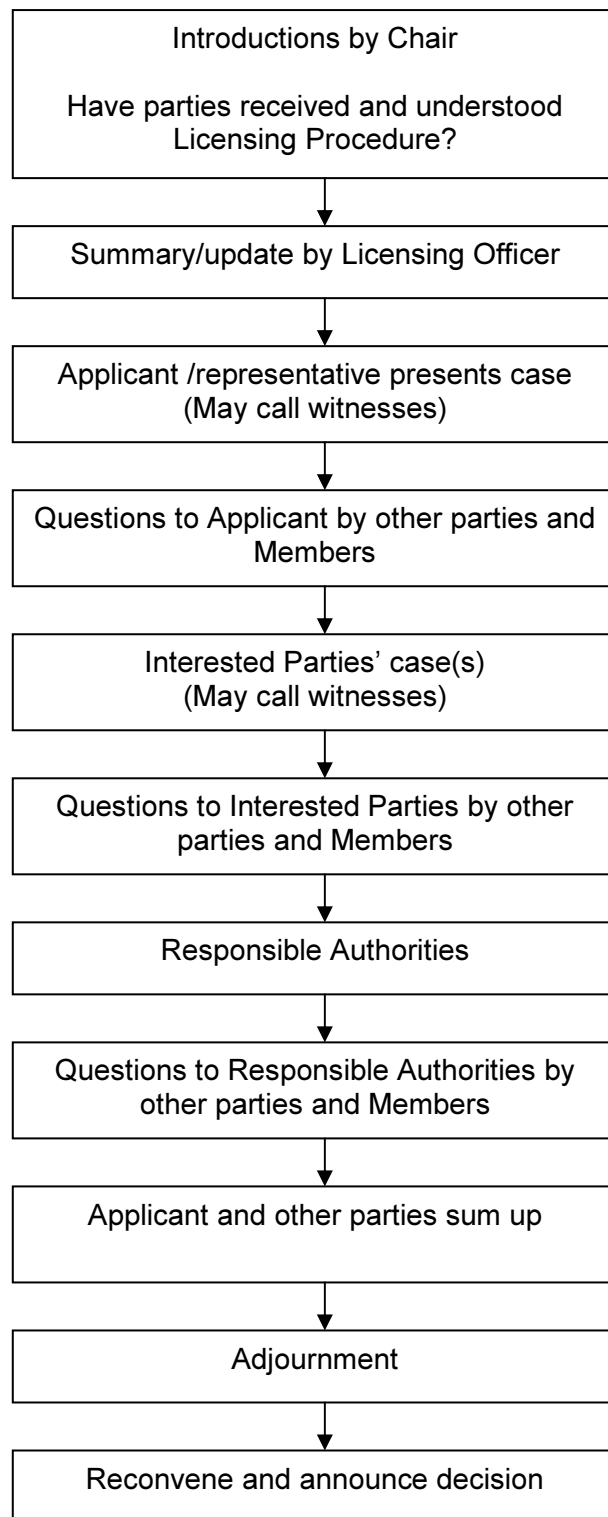 Introductions by Chair
Have parties received and understood
Licensing Procedure?
Summary/update by Licensing Officer
Applicant /representative presents case
(May call witnesses)
Questions to Applicant by other parties and
Members
Interested Parties’ case(s)
(May call witnesses)
Questions to Interested Parties by other
parties and Members
Responsible Authorities
Questions to Responsible Authorities by
other parties and Members
Applicant and other parties sum up
Adjournment
Reconvene and announce decision